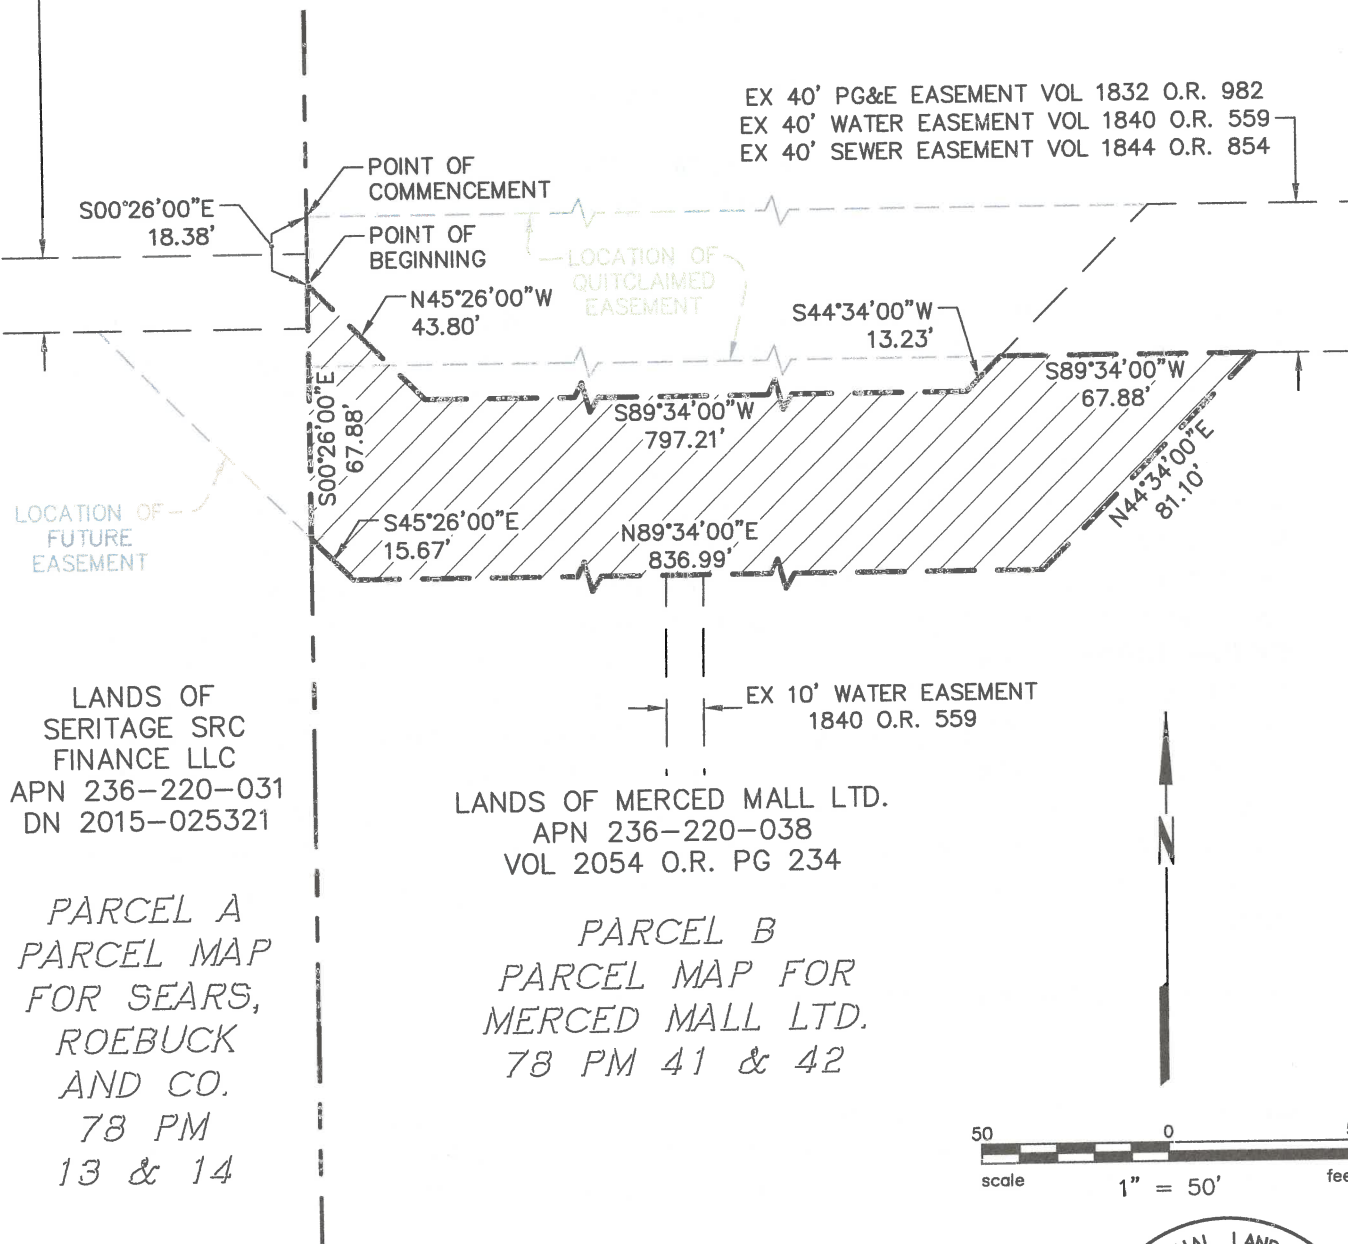 EX 40' PG&E EASEMENT VOL 1832 O.R. 982
EX 40' WATER EASEMENT VOL 1840 O.R. 559
EX 40' SEWER EASEMENT VOL 1844 O.R. 854
POINT OF
COMMENCEMENT
S00°26'00"E
18.38'
POINT OF
BEGINNING
LOCATION OF
QUITCLAIMED
EASEMENT
N45°26'00"W
43.80'
S44°34'00"W
13.23'
S89°34'00"W
67.88'
S00°26'00"E
67.88'
S89°34'00"W
797.21'
N44°34'00"E
81.10'
LOCATION OF
FUTURE
EASEMENT
S45°26'00"E
15.67'
N89°34'00"E
836.99'
EX 10' WATER EASEMENT
1840 O.R. 559
LANDS OF
SERITAGE SRC
FINANCE LLC
APN 236-220-031
DN 2015-025321
LANDS OF MERCED MALL LTD.
APN 236-220-038
VOL 2054 O.R. PG 234
N
PARCEL A
PARCEL MAP
FOR SEARS,
ROEBUCK
AND CO.
78 PM
13 & 14
PARCEL B
PARCEL MAP FOR
MERCED MALL LTD.
78 PM 41 & 42
50 0
scale 1" = 50' fee
LAND